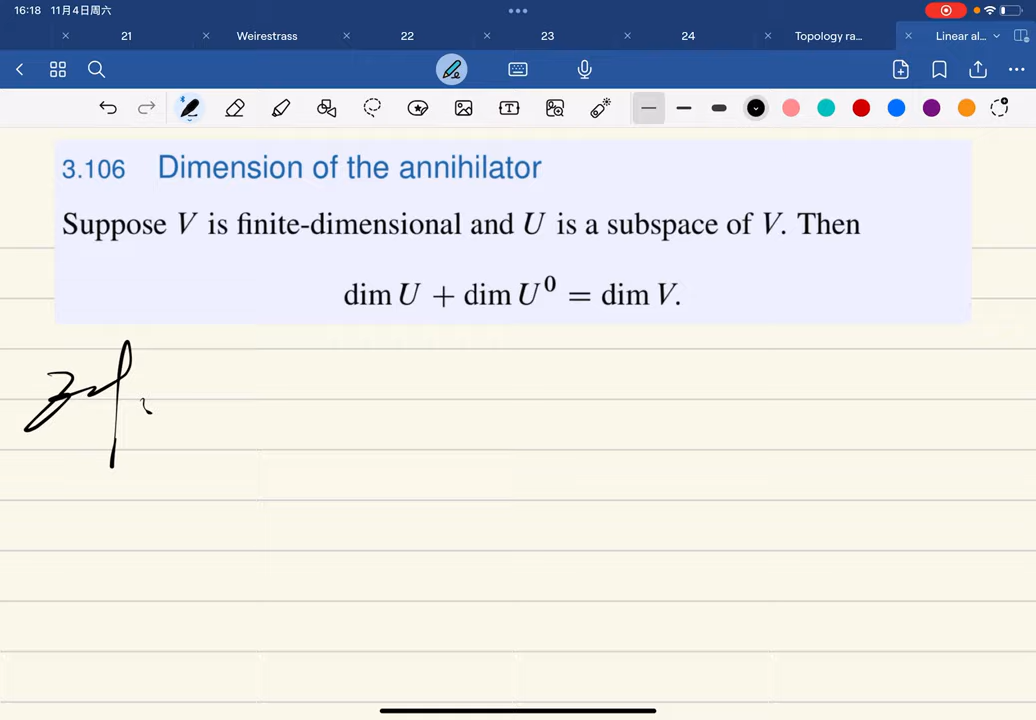 16:18 11月4日周六
21 Weirestrass 22 23 24 Topology ra... Linear al...
3.106 Dimension of the annihilator
Suppose V is finite-dimensional and U is a subspace of V. Then
dim U + dim U⁰ = dim V.